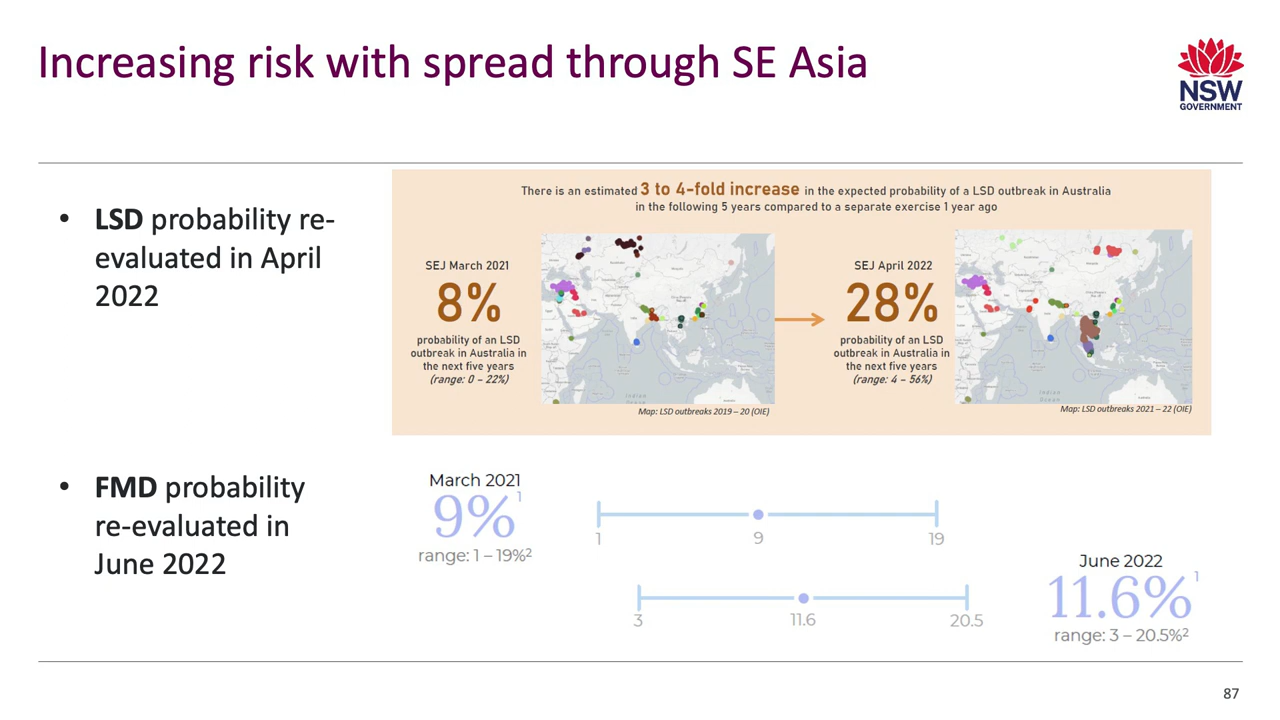 Increasing risk with spread through SE Asia
NSW
GOVERNMENT
• LSD probability re-
evaluated in April
2022
There is an estimated 3 to 4-fold increase in the expected probability of a LSD outbreak in Australia
in the following 5 years compared to a separate exercise 1 year ago
SEJ March 2021
8%
probability of an LSD
outbreak in Australia in
the next five years
(range: 0 – 22%)
Map: LSD outbreaks 2019 – 20 (OIE)
SEJ April 2022
28%
probability of an LSD
outbreak in Australia in
the next five years
(range: 4 – 56%)
Map: LSD outbreaks 2021 – 22 (OIE)
• FMD probability
re-evaluated in
June 2022
March 2021
9%¹
range: 1 – 19%²
1 9 19
3 11.6 20.5
June 2022
11.6%¹
range: 3 – 20.5%²
87